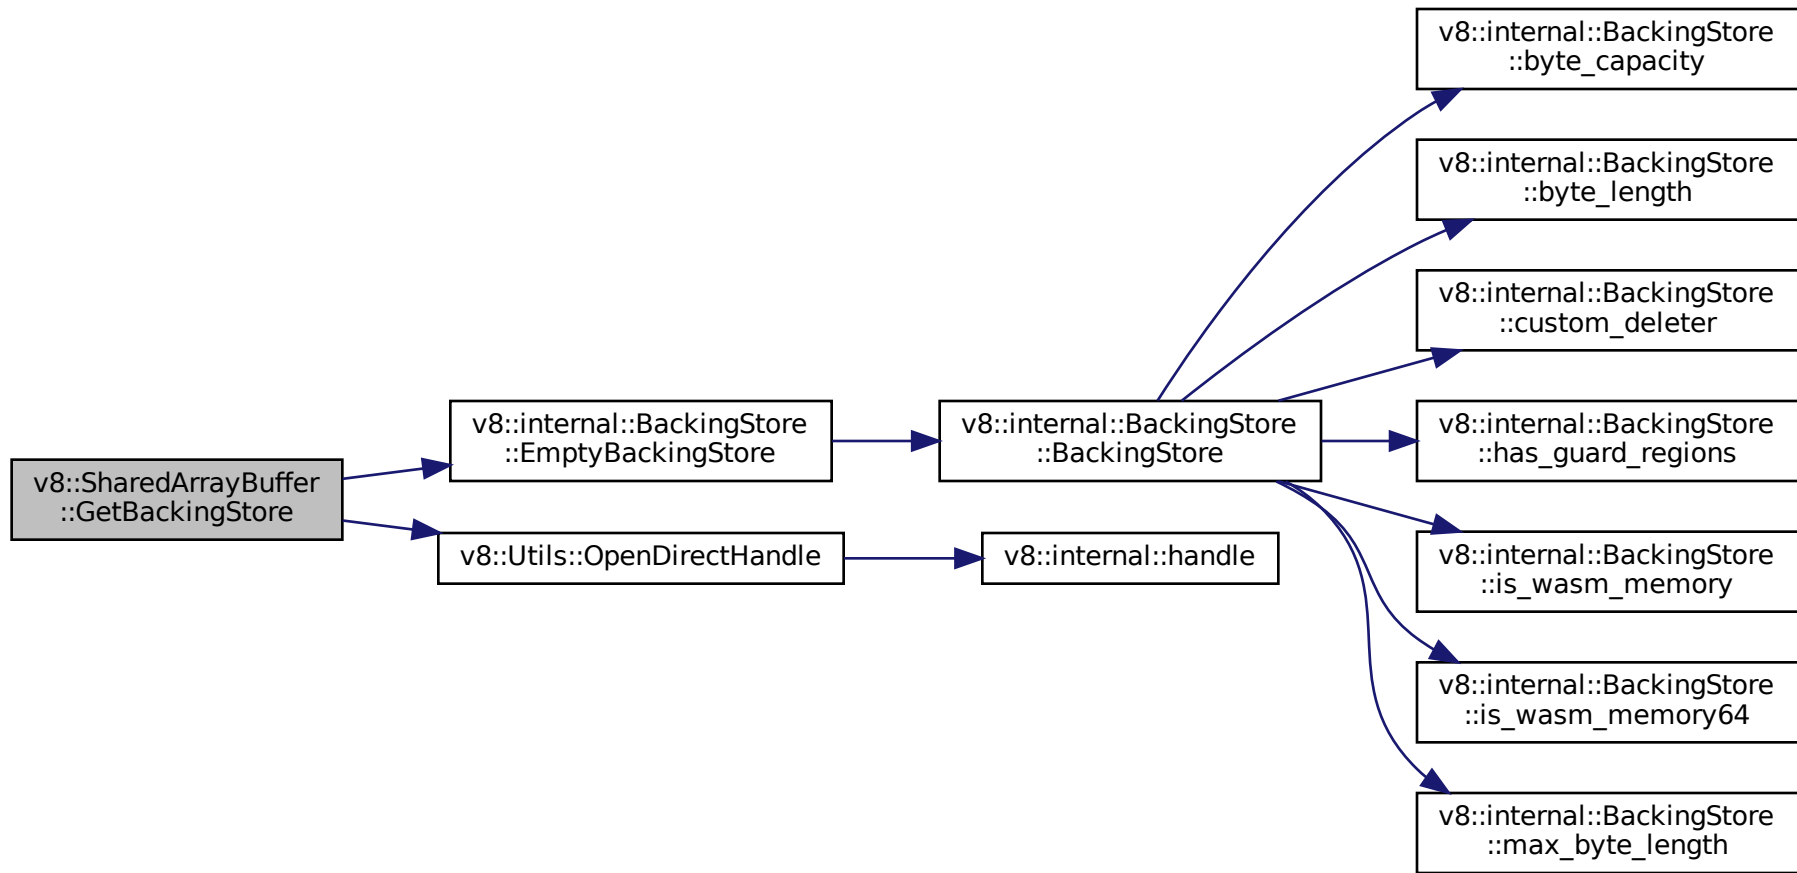 v8::SharedArrayBuffer
::GetBackingStore
v8::internal::BackingStore
::EmptyBackingStore
v8::Utils::OpenDirectHandle
v8::internal::BackingStore
::BackingStore
v8::internal::handle
v8::internal::BackingStore
::byte_capacity
v8::internal::BackingStore
::byte_length
v8::internal::BackingStore
::custom_deleter
v8::internal::BackingStore
::has_guard_regions
v8::internal::BackingStore
::is_wasm_memory
v8::internal::BackingStore
::is_wasm_memory64
v8::internal::BackingStore
::max_byte_length